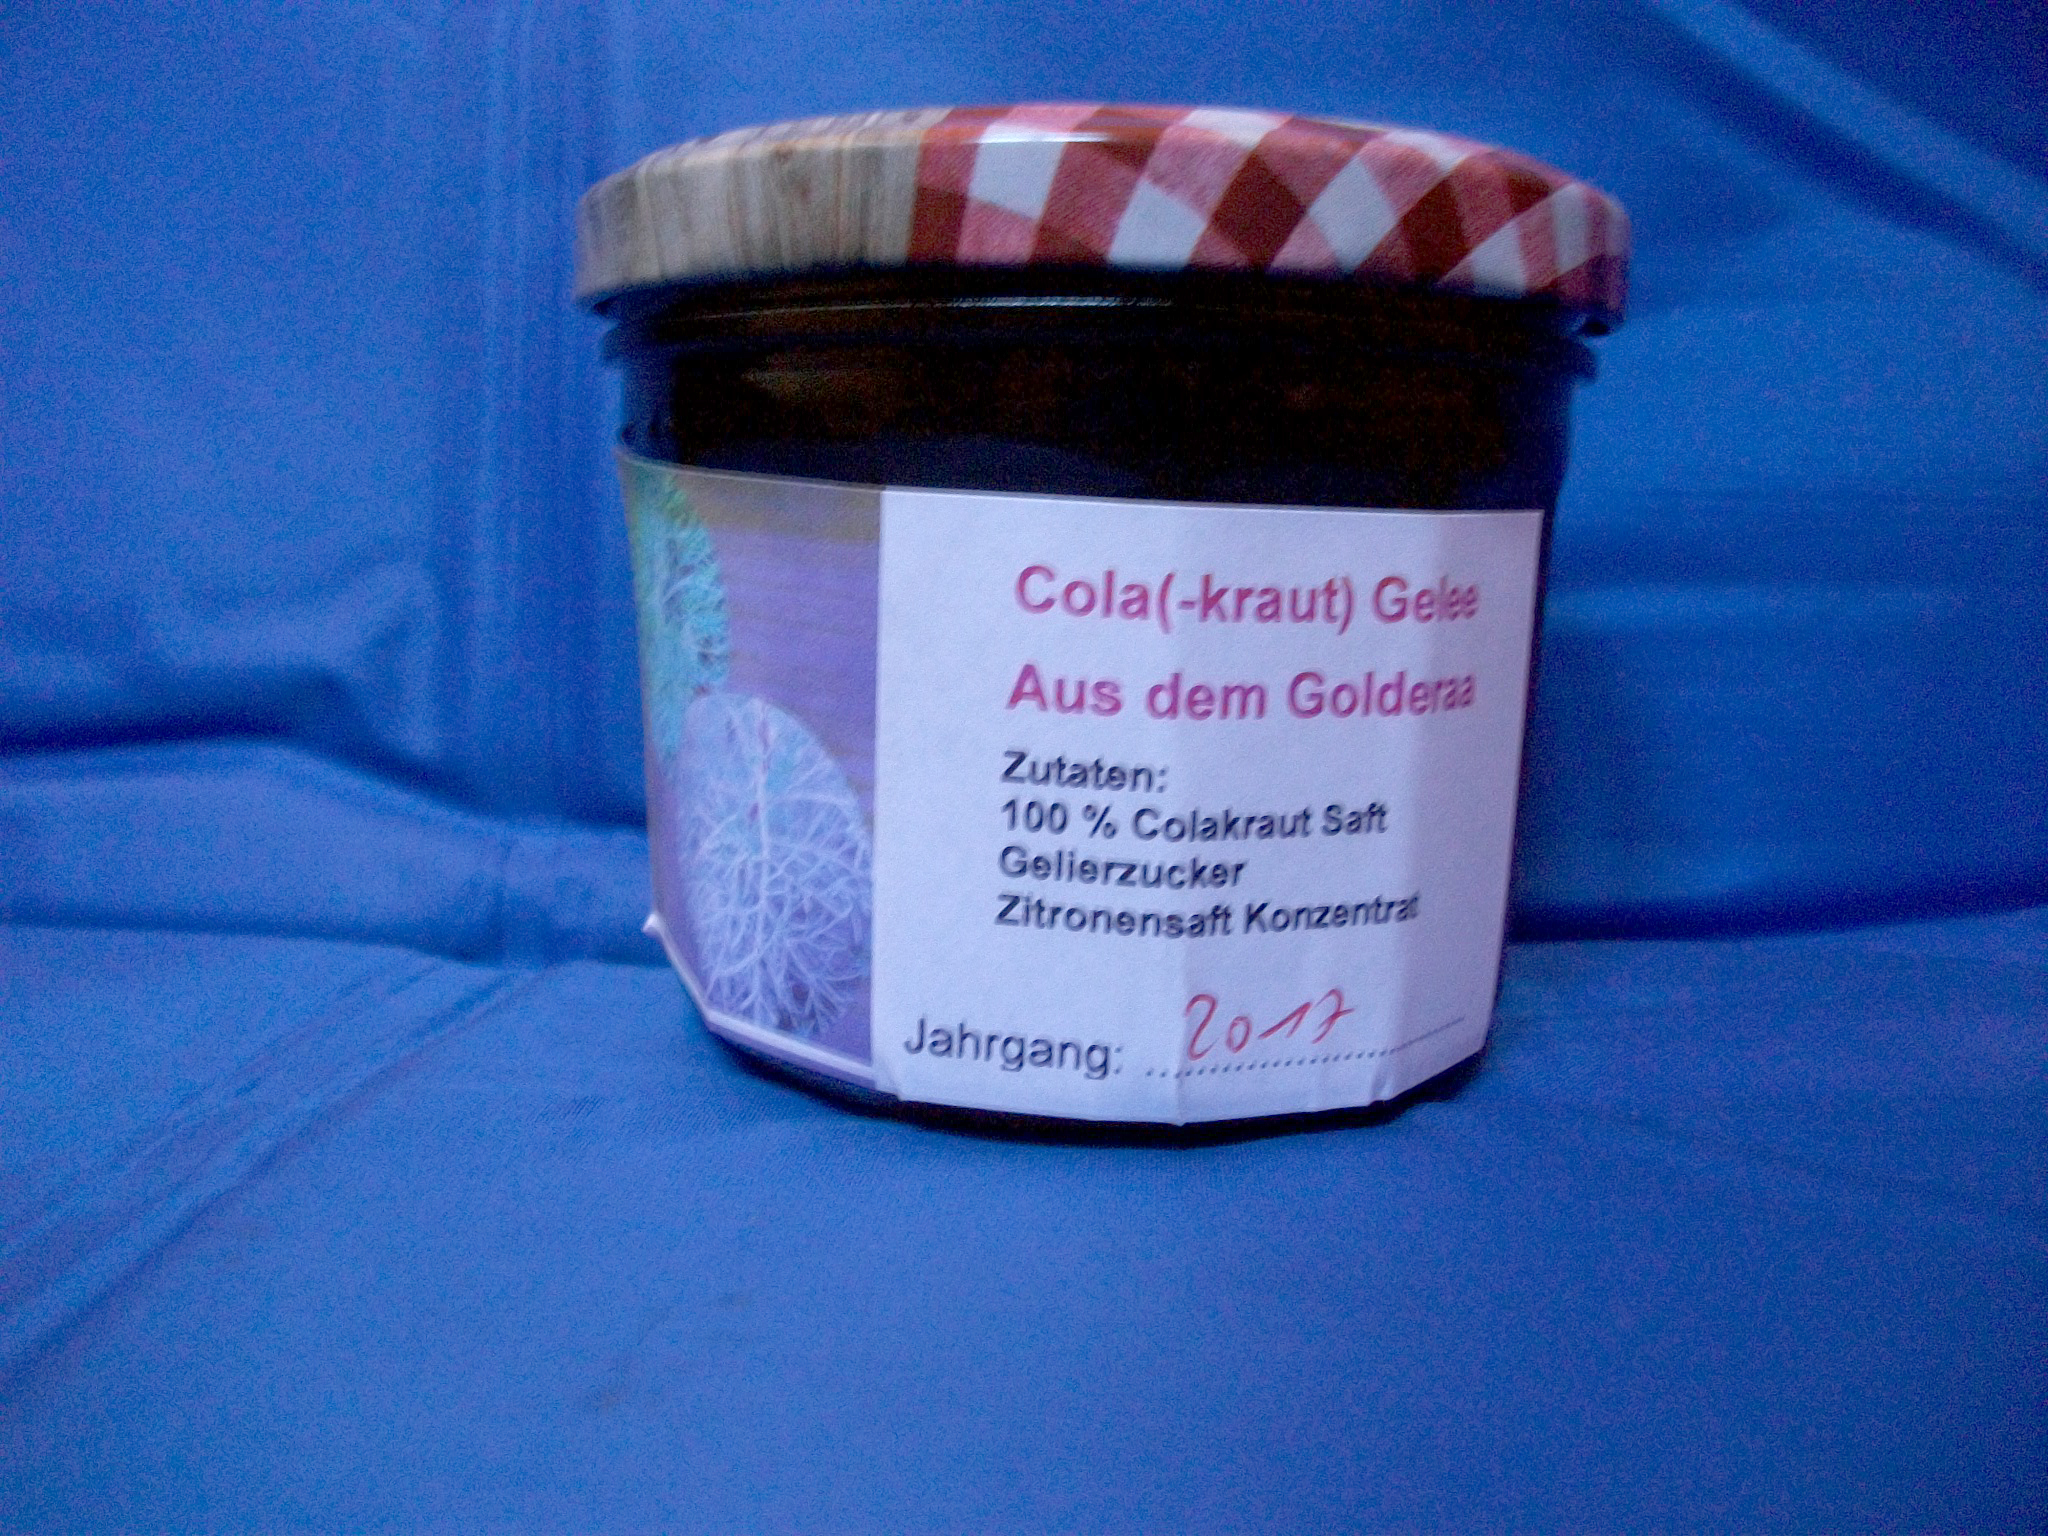 Cola(-kraut) Gelee
Aus dem Golderaa
Zutaten:
100 % Colakraut Saft
Gelierzucker
Zitronensaft Konzentrat
Jahrgang: 2017